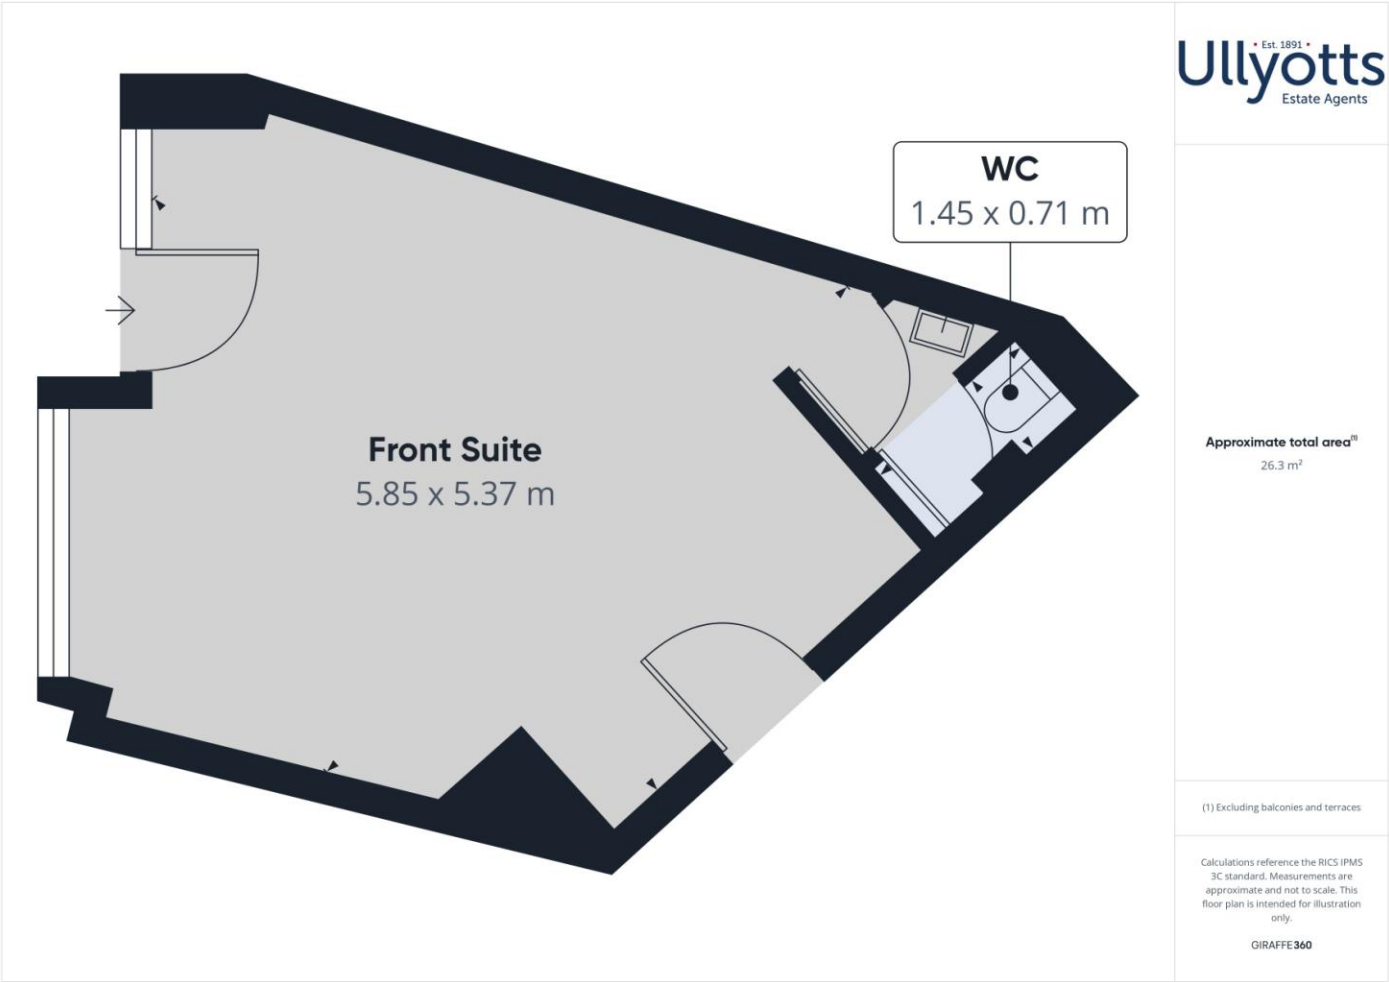 WC
1.45 x 0.71 m
Front Suite
5.85 x 5.37 m
• Est. 1891 •
Ullyotts
Estate Agents
Approximate total area(1)
26.3 m²
(1) Excluding balconies and terraces
Calculations reference the RICS IPMS
3C standard. Measurements are
approximate and not to scale. This
floor plan is intended for illustration
only.
GIRAFFE360